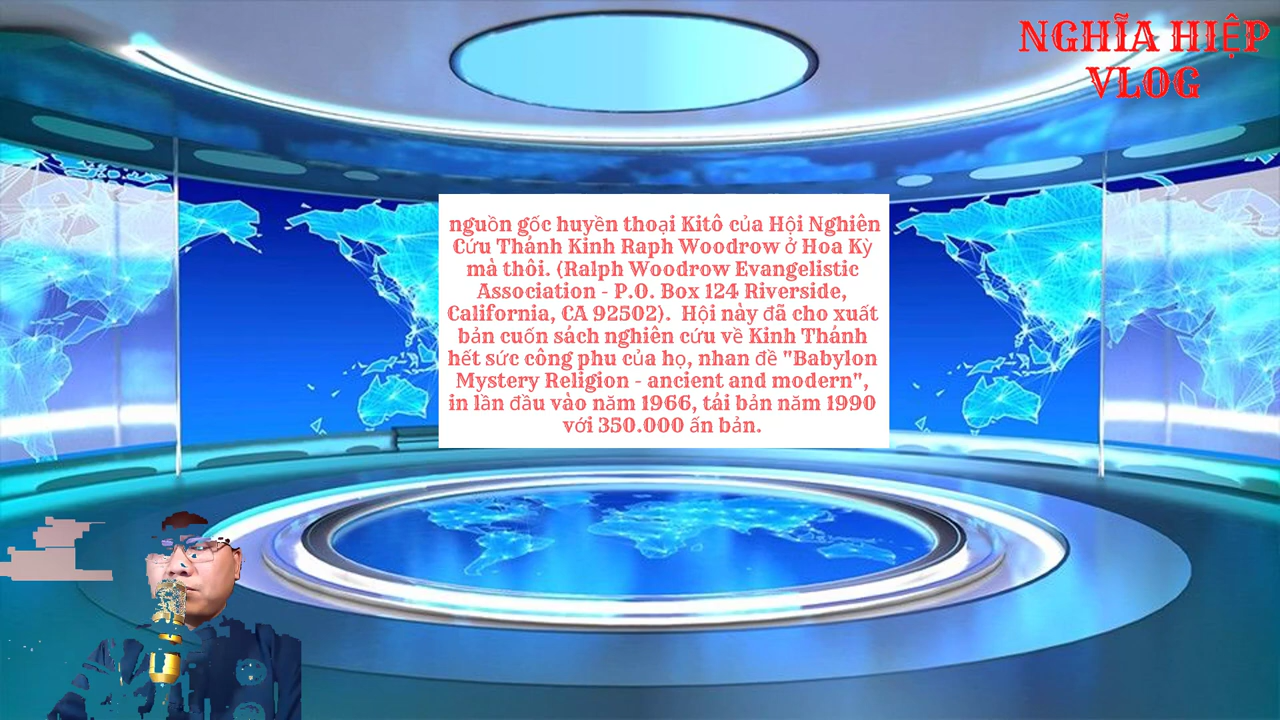 NGHĨA HIỆP
VLOG
nguồn gốc huyền thoại Kitô của Hội Nghiên
Cứu Thánh Kinh Raph Woodrow ở Hoa Kỳ
mà thôi. (Ralph Woodrow Evangelistic
Association - P.O. Box 124 Riverside,
California, CA 92502).  Hội này đã cho xuất
bản cuốn sách nghiên cứu về Kinh Thánh
hết sức công phu của họ, nhan đề "Babylon
Mystery Religion - ancient and modern",
in lần đầu vào năm 1966, tái bản năm 1990
với 350.000 ấn bản.